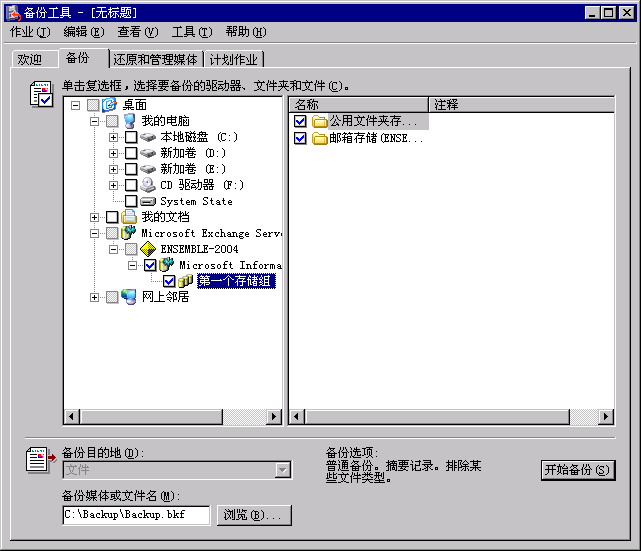 备份工具 - [无标题]
作业(J) 编辑(E) 查看(V) 工具(T) 帮助(H)
欢迎 备份 还原和管理媒体 计划作业
单击复选框，选择要备份的驱动器、文件夹和文件(C)。
桌面
我的电脑
本地磁盘 (C:)
新加卷 (D:)
新加卷 (E:)
CD 驱动器 (F:)
System State
我的文档
Microsoft Exchange Serve
ENSEMBLE-2004
Microsoft Informa
第一个存储组
网上邻居
名称 注释
公用文件夹存...
邮箱存储(ENSE...
备份目的地(D):
文件
备份媒体或文件名(M):
C:\Backup\Backup.bkf 浏览(B)...
备份选项:
普通备份。摘要记录。排除某
些文件类型。
开始备份(S)